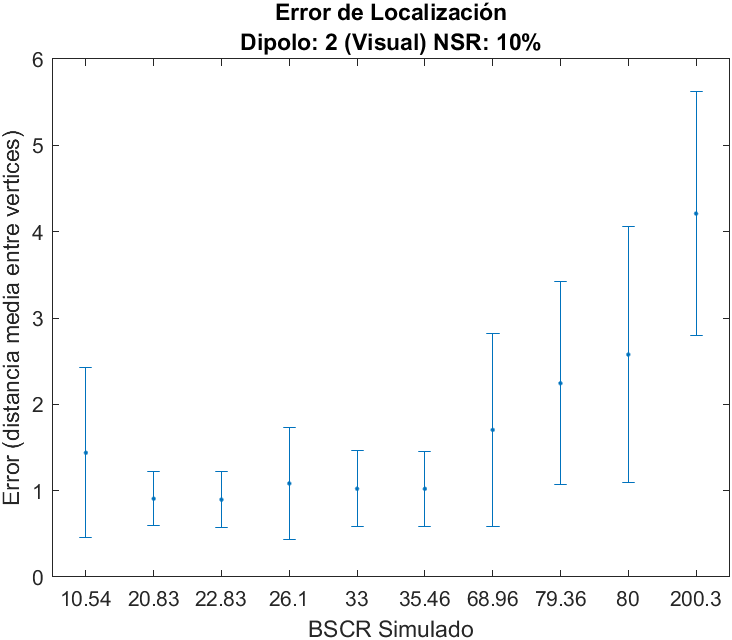 Error de Localización
Dipolo: 2 (Visual) NSR: 10%
Error (distancia media entre vertices)
6
5
4
3
2
1
0
10.54 20.83 22.83 26.1 33 35.46 68.96 79.36 80 200.3
BSCR Simulado